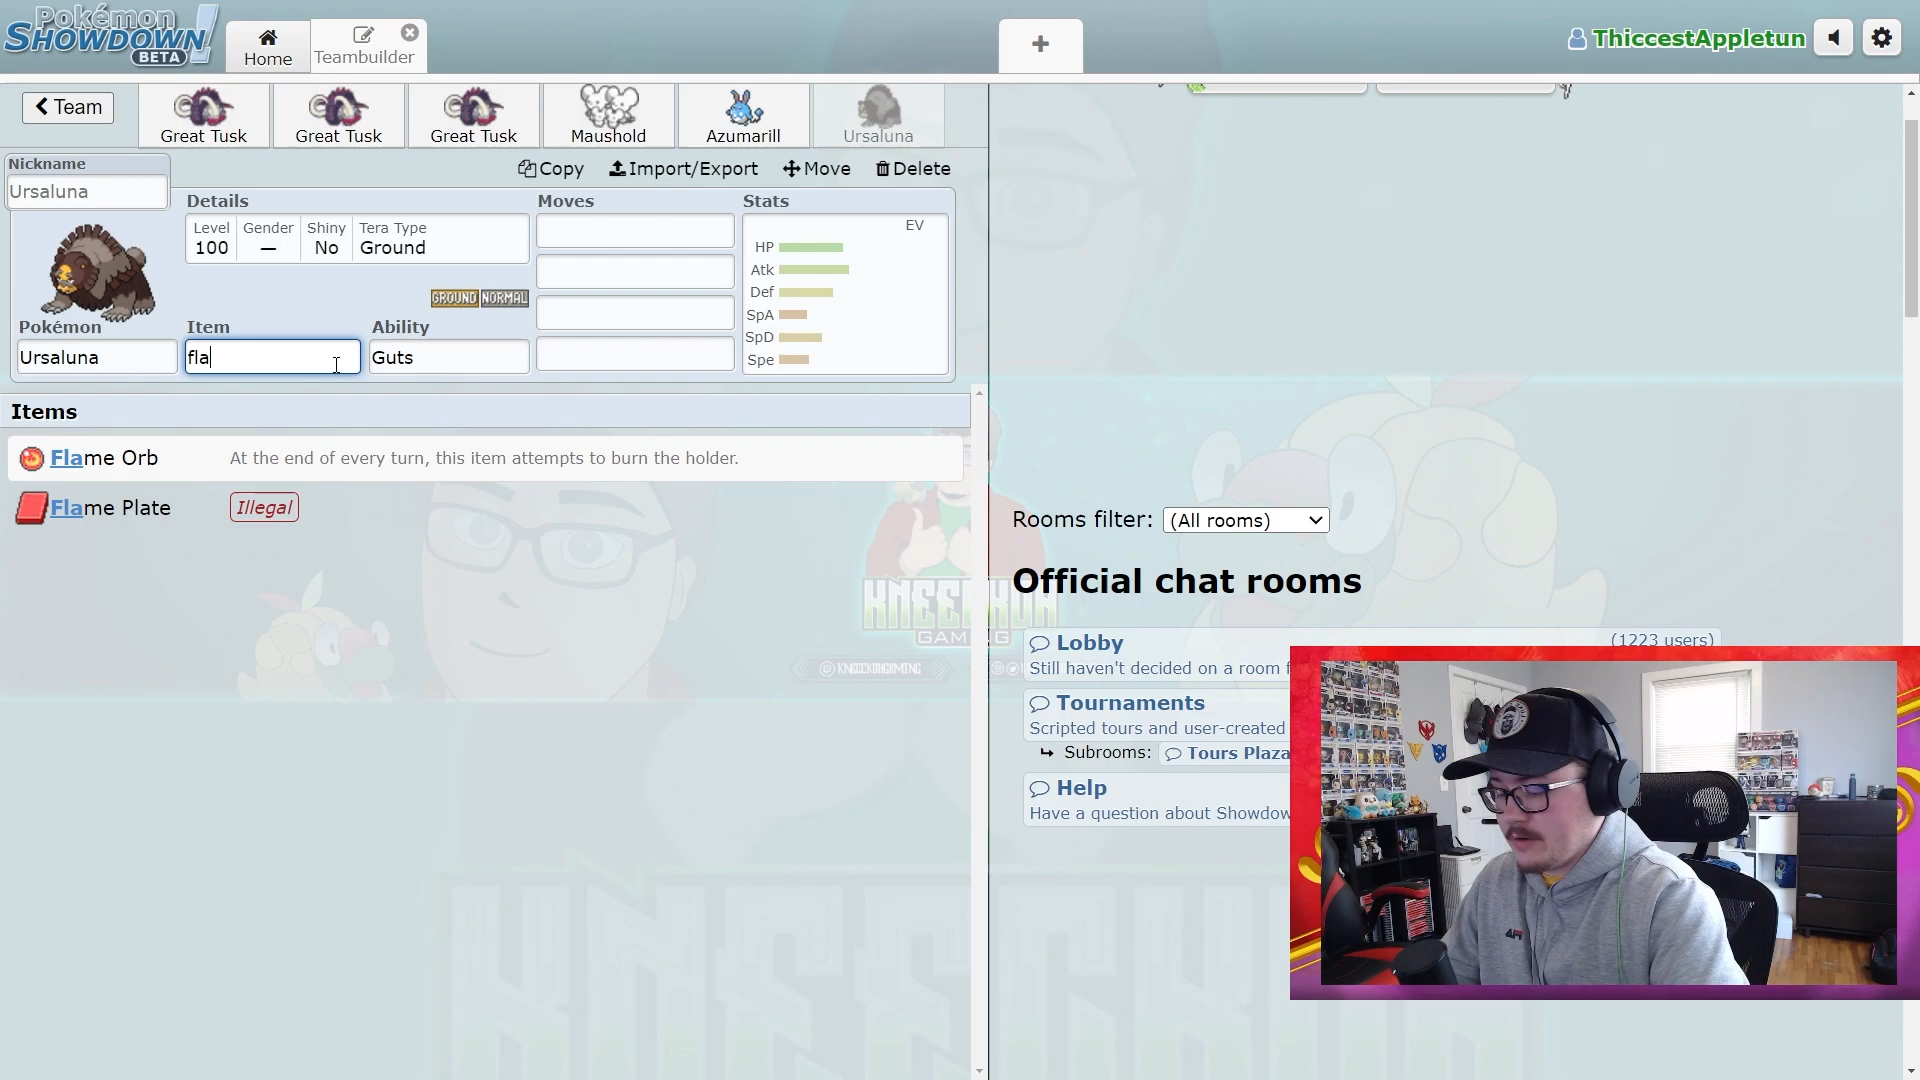 Pokémon
SHOWDOWN!
BETA
Home
Teambuilder
+
ThiccestAppletun
Team
Great Tusk
Great Tusk
Great Tusk
Maushold
Azumarill
Ursaluna
Nickname
Ursaluna
Copy
Import/Export
Move
Delete
Details
Moves
Stats
Level
Gender
Shiny
Tera Type
100
—
No
Ground
EV
HP
Atk
Def
SpA
SpD
Spe
GROUND NORMAL
Pokémon
Item
Ability
Ursaluna
fla
Guts
Items
Flame Orb
At the end of every turn, this item attempts to burn the holder.
Flame Plate
Illegal
Rooms filter:
(All rooms)
Official chat rooms
Lobby
(1223 users)
Still haven't decided on a room f
Tournaments
Scripted tours and user-created
Subrooms:
Tours Plaza
Help
Have a question about Showdow
GAMING